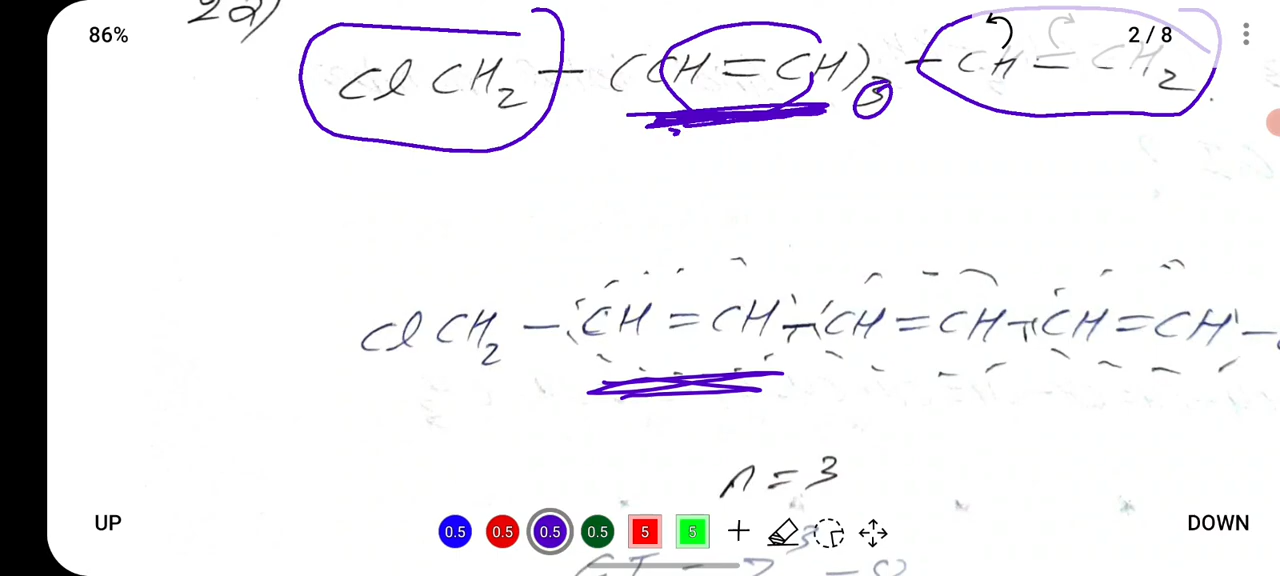 86%
2/8
22)
ClCH2 – (CH=CH)3 – CH=CH2
ClCH2 – CH=CH – CH=CH – CH=CH –
n = 3
UP
0.5 0.5 0.5 0.5 5 5 +
DOWN